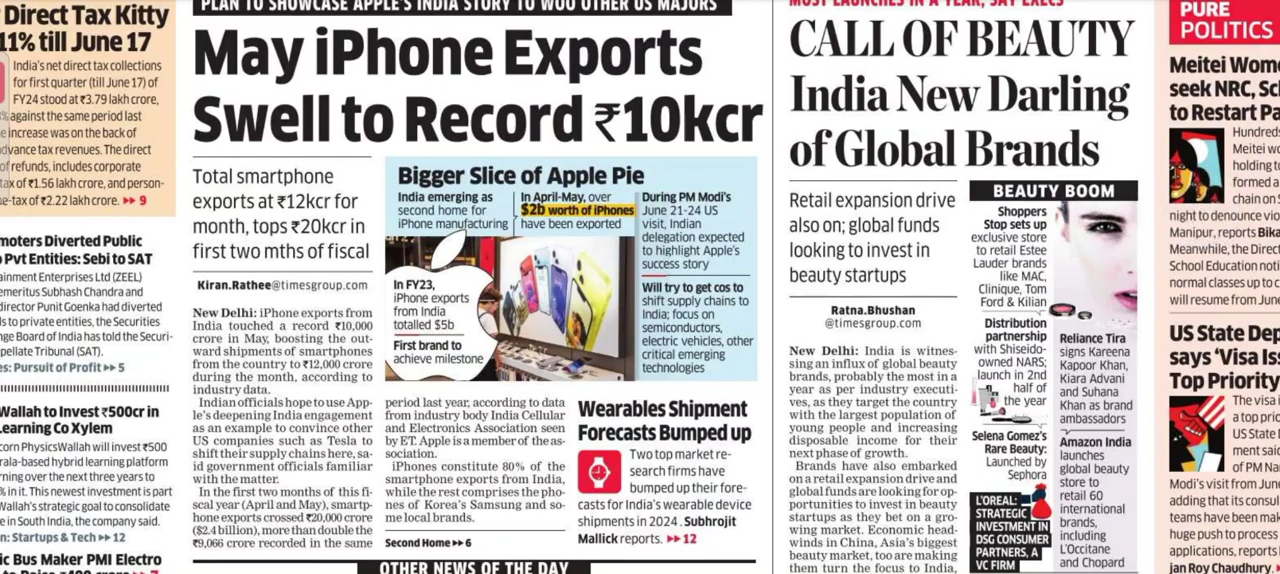 Direct Tax Kitty
11% till June 17
India's net direct tax collections
for first quarter (till June 17) of
FY24 stood at ₹3.79 lakh crore,
% against the same period last
increase was on the back of
advance tax revenues. The direct
of refunds, includes corporate
tax of ₹1.56 lakh crore, and person-
-tax of ₹2.22 lakh crore. 9
moters Diverted Public
Pvt Entities: Sebi to SAT
ainment Enterprises Ltd (ZEEL)
emeritus Subhash Chandra and
director Punit Goenka had diverted
ls to private entities, the Securities
nge Board of India has told the Securi-
pellate Tribunal (SAT).
es: Pursuit of Profit 5
Wallah to Invest ₹500cr in
Learning Co Xylem
corn PhysicsWallah will invest ₹500
rala-based hybrid learning platform
rning over the next three years to
% in it. This newest investment is part
Wallah's strategic goal to consolidate
e in South India, the company said.
n: Startups & Tech 12
ic Bus Maker PMI Electro
PLAN TO SHOWCASE APPLE'S INDIA STORY TO WOO OTHER US MAJORS
May iPhone Exports
Swell to Record ₹10kcr
Total smartphone
exports at ₹12kcr for
month, tops ₹20kcr in
first two mths of fiscal
Kiran.Rathee@timesgroup.com
New Delhi: iPhone exports from
India touched a record ₹10,000
crore in May, boosting the out-
ward shipments of smartphones
from the country to ₹12,000 crore
during the month, according to
industry data.
Indian officials hope to use App-
le's deepening India engagement
as an example to convince other
US companies such as Tesla to
shift their supply chains here, sa-
id government officials familiar
with the matter.
In the first two months of this fi-
scal year (April and May), smartp-
hone exports crossed ₹20,000 crore
($2.4 billion), more than double the
₹9,066 crore recorded in the same
Bigger Slice of Apple Pie
India emerging as
second home for
iPhone manufacturing
In April-May, over
$2b worth of iPhones
have been exported
In FY23,
iPhone exports
from India
totalled $5b
First brand to
achieve milestone
During PM Modi's
June 21-24 US
visit, Indian
delegation expected
to highlight Apple's
success story
Will try to get cos to
shift supply chains to
India; focus on
semiconductors,
electric vehicles, other
critical emerging
technologies
period last year, according to data
from industry body India Cellular
and Electronics Association seen
by ET. Apple is a member of the as-
sociation.
iPhones constitute 80% of the
smartphone exports from India,
while the rest comprises the pho-
nes of Korea's Samsung and so-
me local brands.
Second Home 6
Wearables Shipment
Forecasts Bumped up
Two top market re-
search firms have
bumped up their fore-
casts for India's wearable device
shipments in 2024. Subhrojit
Mallick reports. 12
OTHER NEWS OF THE DAY
MOST LAUNCHES IN A YEAR, SAY EXECS
CALL OF BEAUTY
India New Darling
of Global Brands
Retail expansion drive
also on; global funds
looking to invest in
beauty startups
Ratna.Bhushan
@timesgroup.com
New Delhi: India is witnes-
sing an influx of global beauty
brands, probably the most in a
year as per industry executi-
ves, as they target the country
with the largest population of
young people and increasing
disposable income for their
next phase of growth.
Brands have also embarked
on a retail expansion drive and
global funds are looking for op-
portunities to invest in beauty
startups as they bet on a gro-
wing market. Economic head-
winds in China, Asia's biggest
beauty market, too are making
them turn the focus to India,
BEAUTY BOOM
Shoppers
Stop sets up
exclusive store
to retail Estee
Lauder brands
like MAC,
Clinique, Tom
Ford & Kilian
Distribution
partnership
with Shiseido-
owned NARS;
launch in 2nd
half of
the year
Selena Gomez's
Rare Beauty:
Launched by
Sephora
L'OREAL:
STRATEGIC
INVESTMENT IN
DSG CONSUMER
PARTNERS, A
VC FIRM
Reliance Tira
signs Kareena
Kapoor Khan,
Kiara Advani
and Suhana
Khan as brand
ambassadors
Amazon India
launches
global beauty
store to
retail 60
international
brands,
including
L'Occitane
and Chopard
PURE
POLITICS
Meitei Wome
seek NRC,
to Restart
Hundreds
Meitei wo
holding to
formed a
chain on
night to denounce
Manipur, reports
Meanwhile, the Direc
School Education noti
normal classes up to c
will resume from Jun
US State Dep
says 'Visa
Top Priority
The visa i
a top prio
US State
ment said
of PM Na
Modi's visit from June
adding that its consul
teams have been mak
huge push to process
applications, reports
jan Roy Chaudhury.